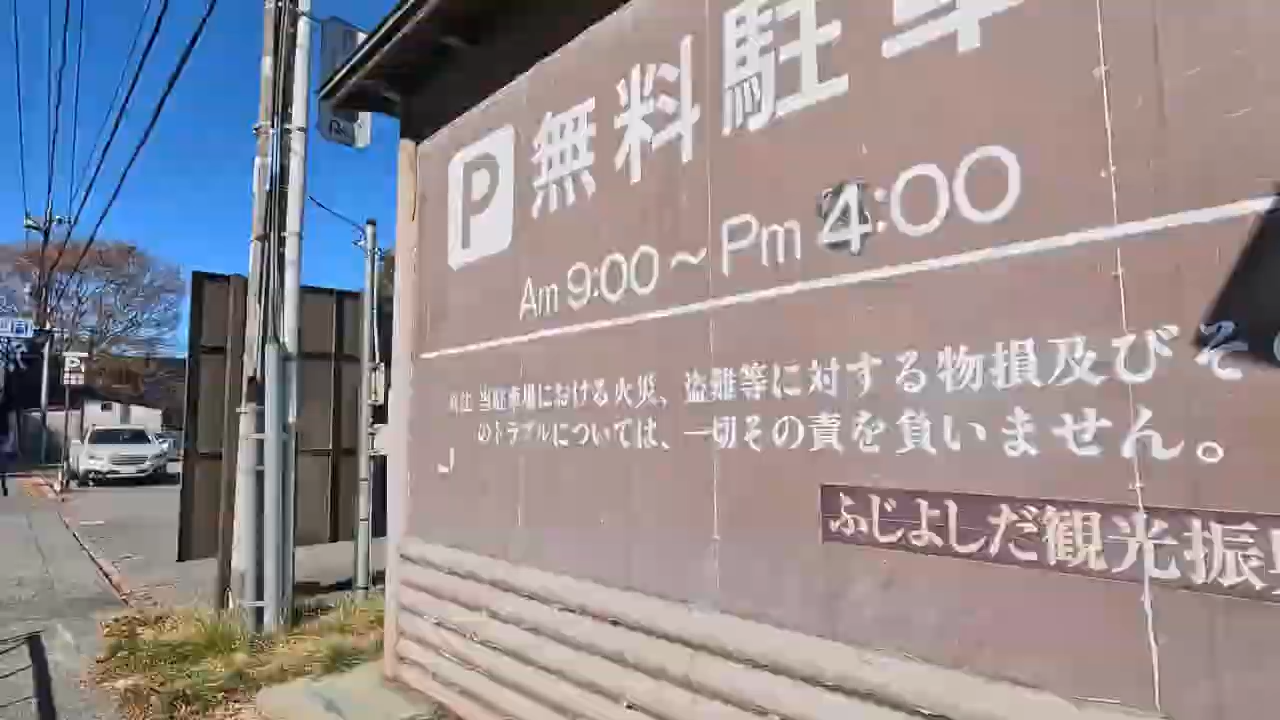 P 無料駐車
Am 9:00～Pm 4:00
当駐車場における火災、盗難等に対する物損及びその
のトラブルについては、一切その責を負いません。
ふじよしだ観光振
P